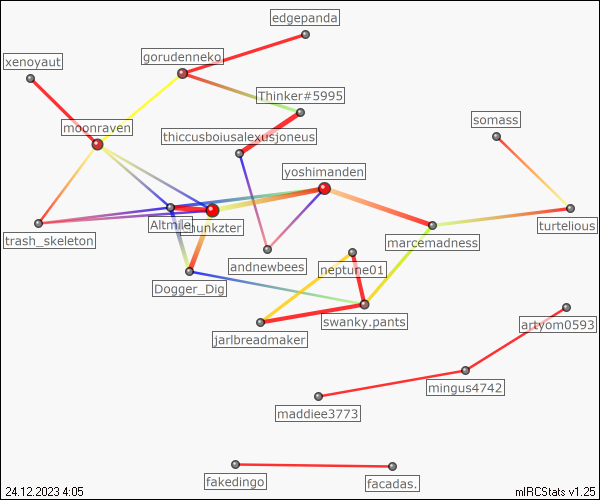 edgepanda
gorudenneko
xenoyaut
Thinker#5995
somass
moonraven
thiccusboiusalexusjoneus
yoshimanden
Altmile
chunkzter
turtelious
trash_skeleton
marcemadness
andnewbees
neptune01
Dogger_Dig
swanky.pants
artyom0593
jarlbreadmaker
mingus4742
maddiee3773
fakedingo
facadas.
24.12.2023 4:05
mIRCStats v1.25